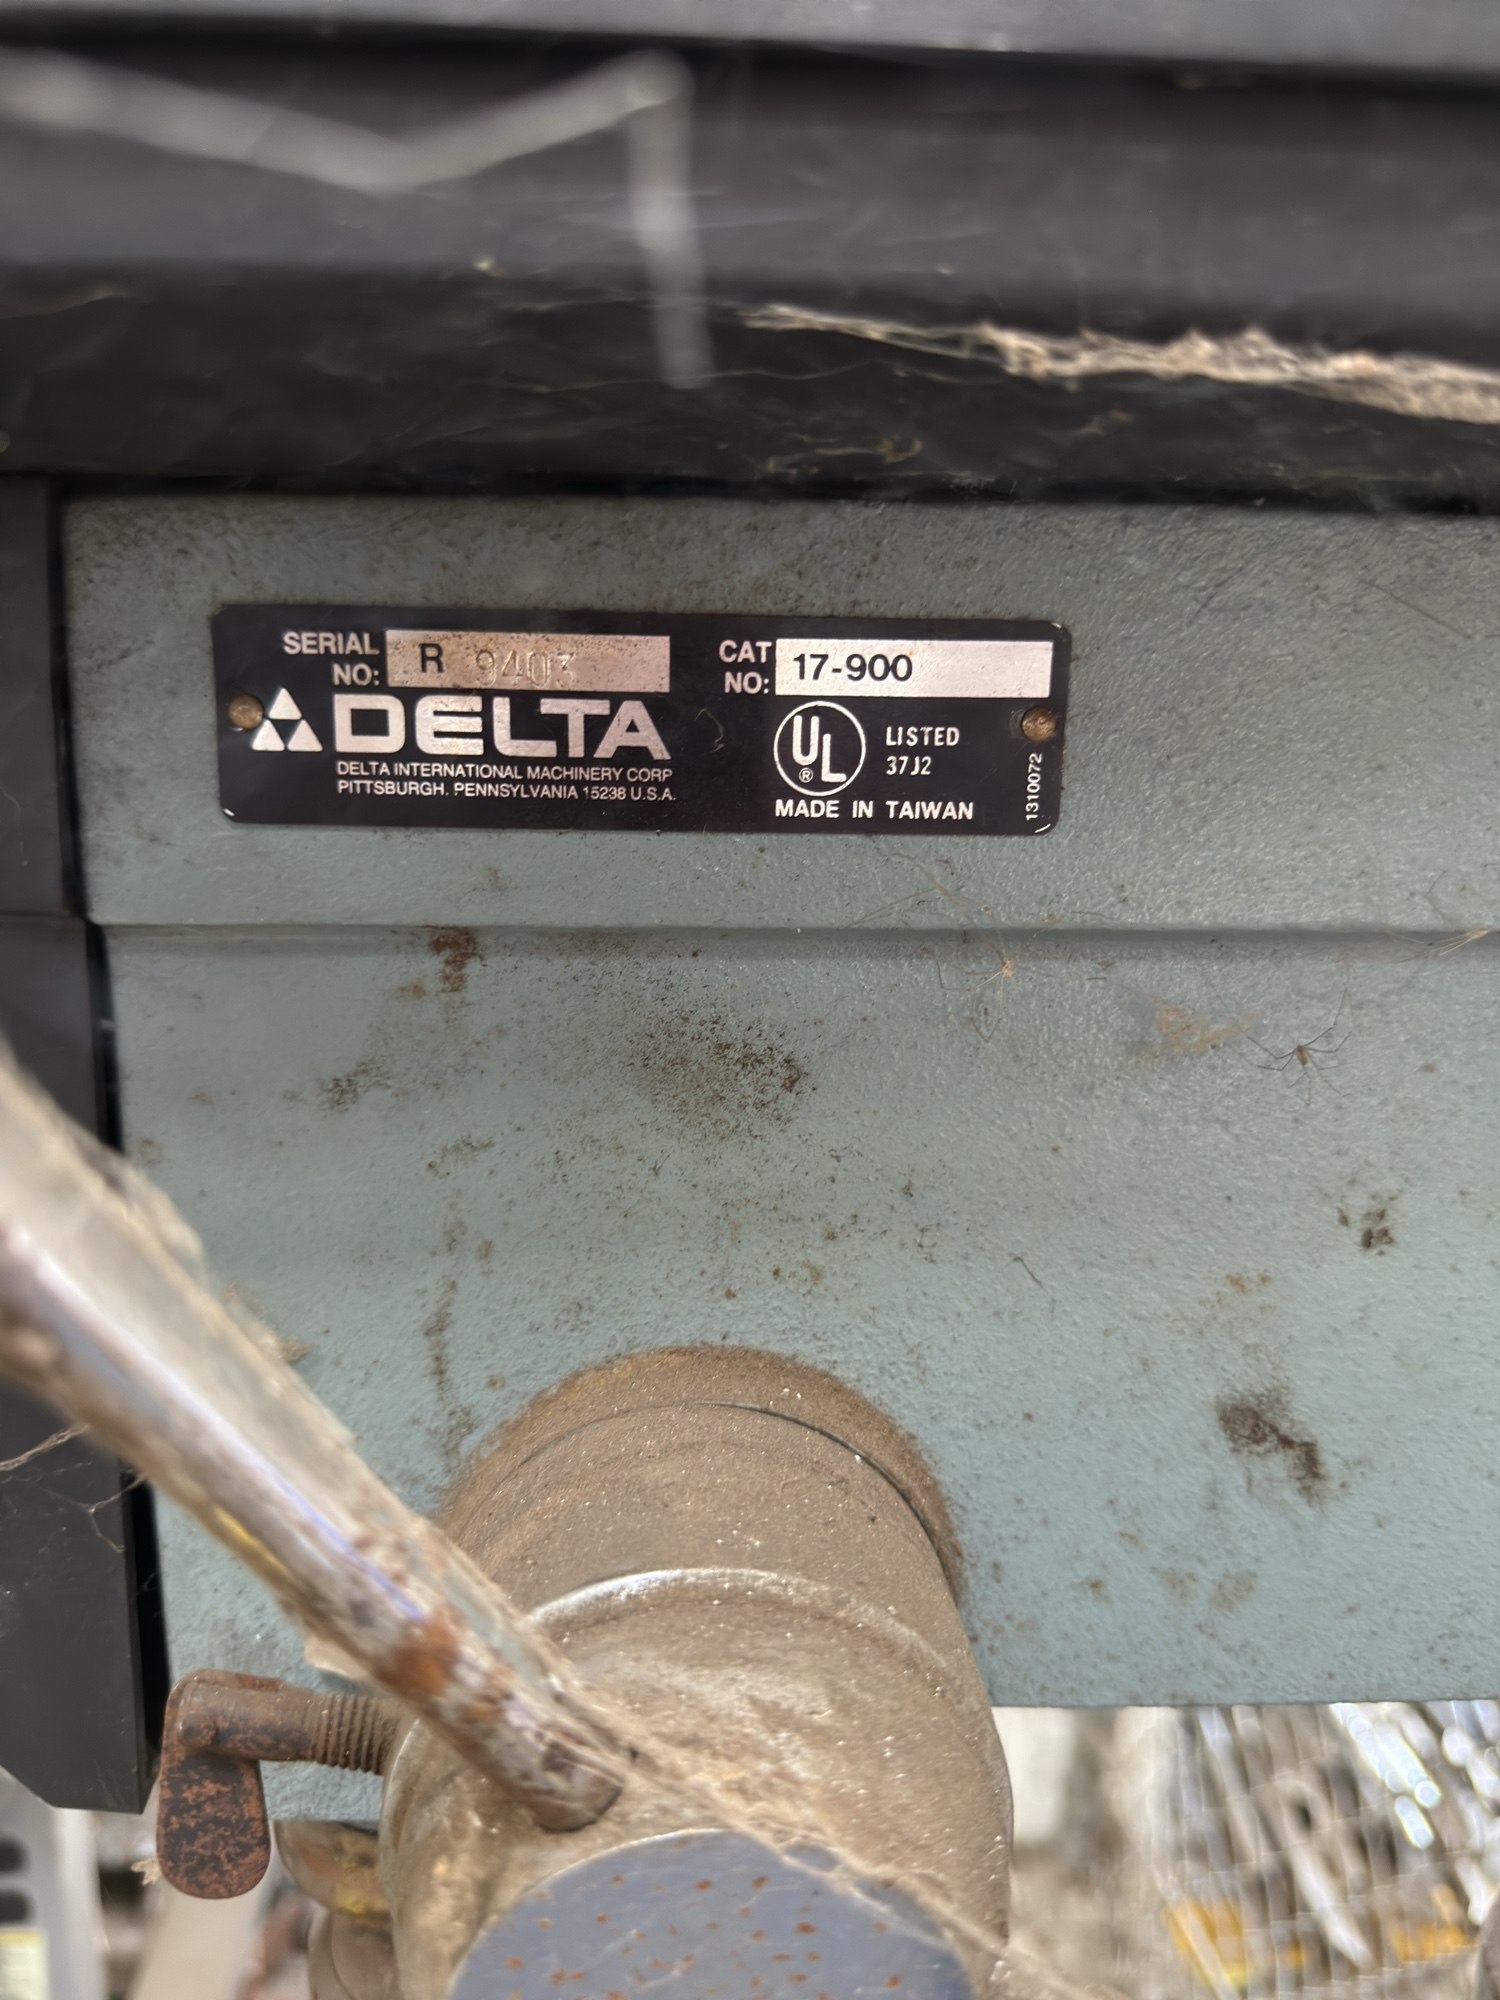 SERIAL NO: R 9403
DELTA
DELTA INTERNATIONAL MACHINERY CORP
PITTSBURGH. PENNSYLVANIA 15238 U.S.A.
CAT NO: 17-900
UL ®
LISTED
37J2
MADE IN TAIWAN
1310072